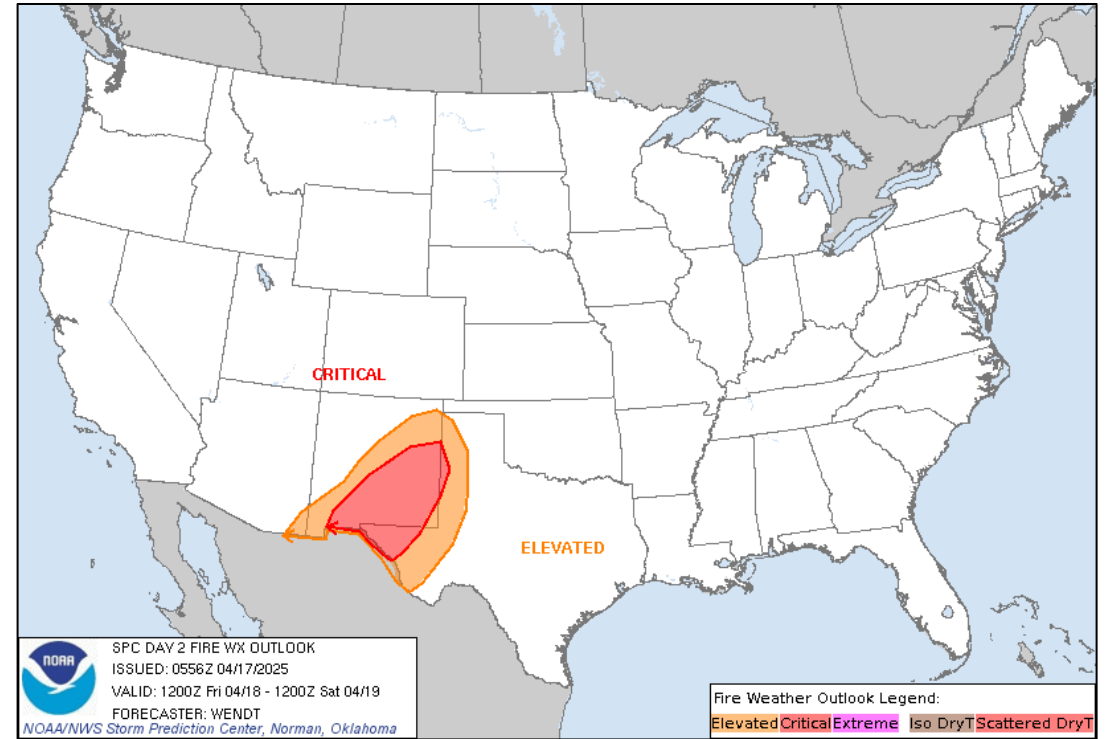 CRITICAL
ELEVATED
NOAA
SPC DAY 2 FIRE WX OUTLOOK
ISSUED: 0556Z 04/17/2025
VALID: 1200Z Fri 04/18 - 1200Z Sat 04/19
FORECASTER: WENDT
NOAA/NWS Storm Prediction Center, Norman, Oklahoma
Fire Weather Outlook Legend:
Elevated Critical Extreme Iso DryT Scattered DryT